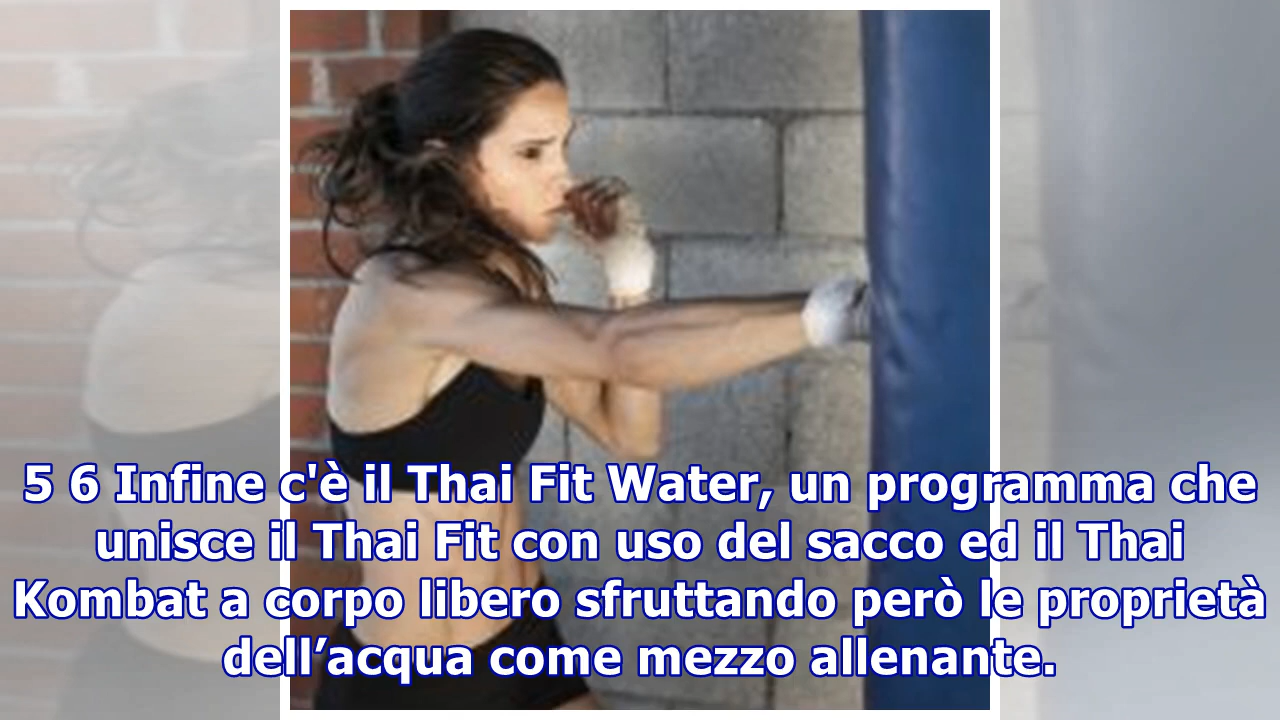 5 6 Infine c'è il Thai Fit Water, un programma che
unisce il Thai Fit con uso del sacco ed il Thai
Kombat a corpo libero sfruttando però le proprietà
dell’acqua come mezzo allenante.